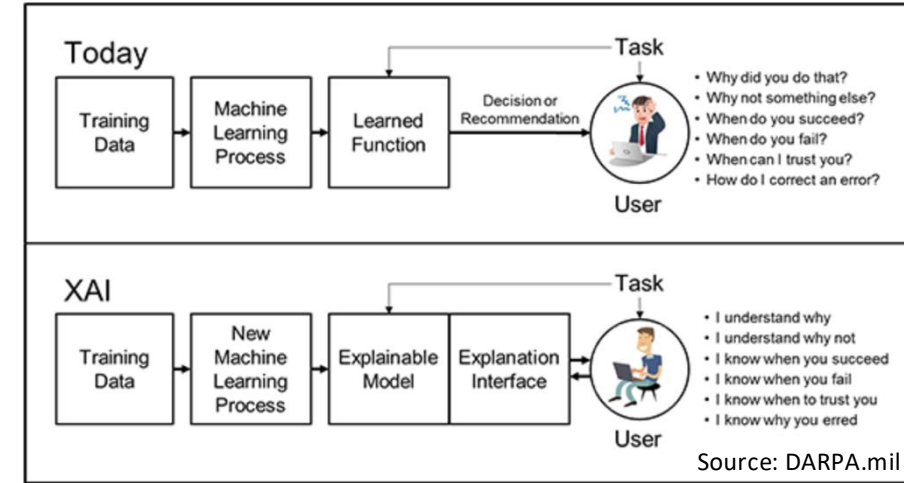 Today
Task
Training
Data
Machine
Learning
Process
Learned
Function
Decision or
Recommendation
User
• Why did you do that?
• Why not something else?
• When do you succeed?
• When do you fail?
• When can I trust you?
• How do I correct an error?
XAI
Task
Training
Data
New
Machine
Learning
Process
Explainable
Model
Explanation
Interface
User
• I understand why
• I understand why not
• I know when you succeed
• I know when you fail
• I know when to trust you
• I know why you erred
Source: DARPA.mil